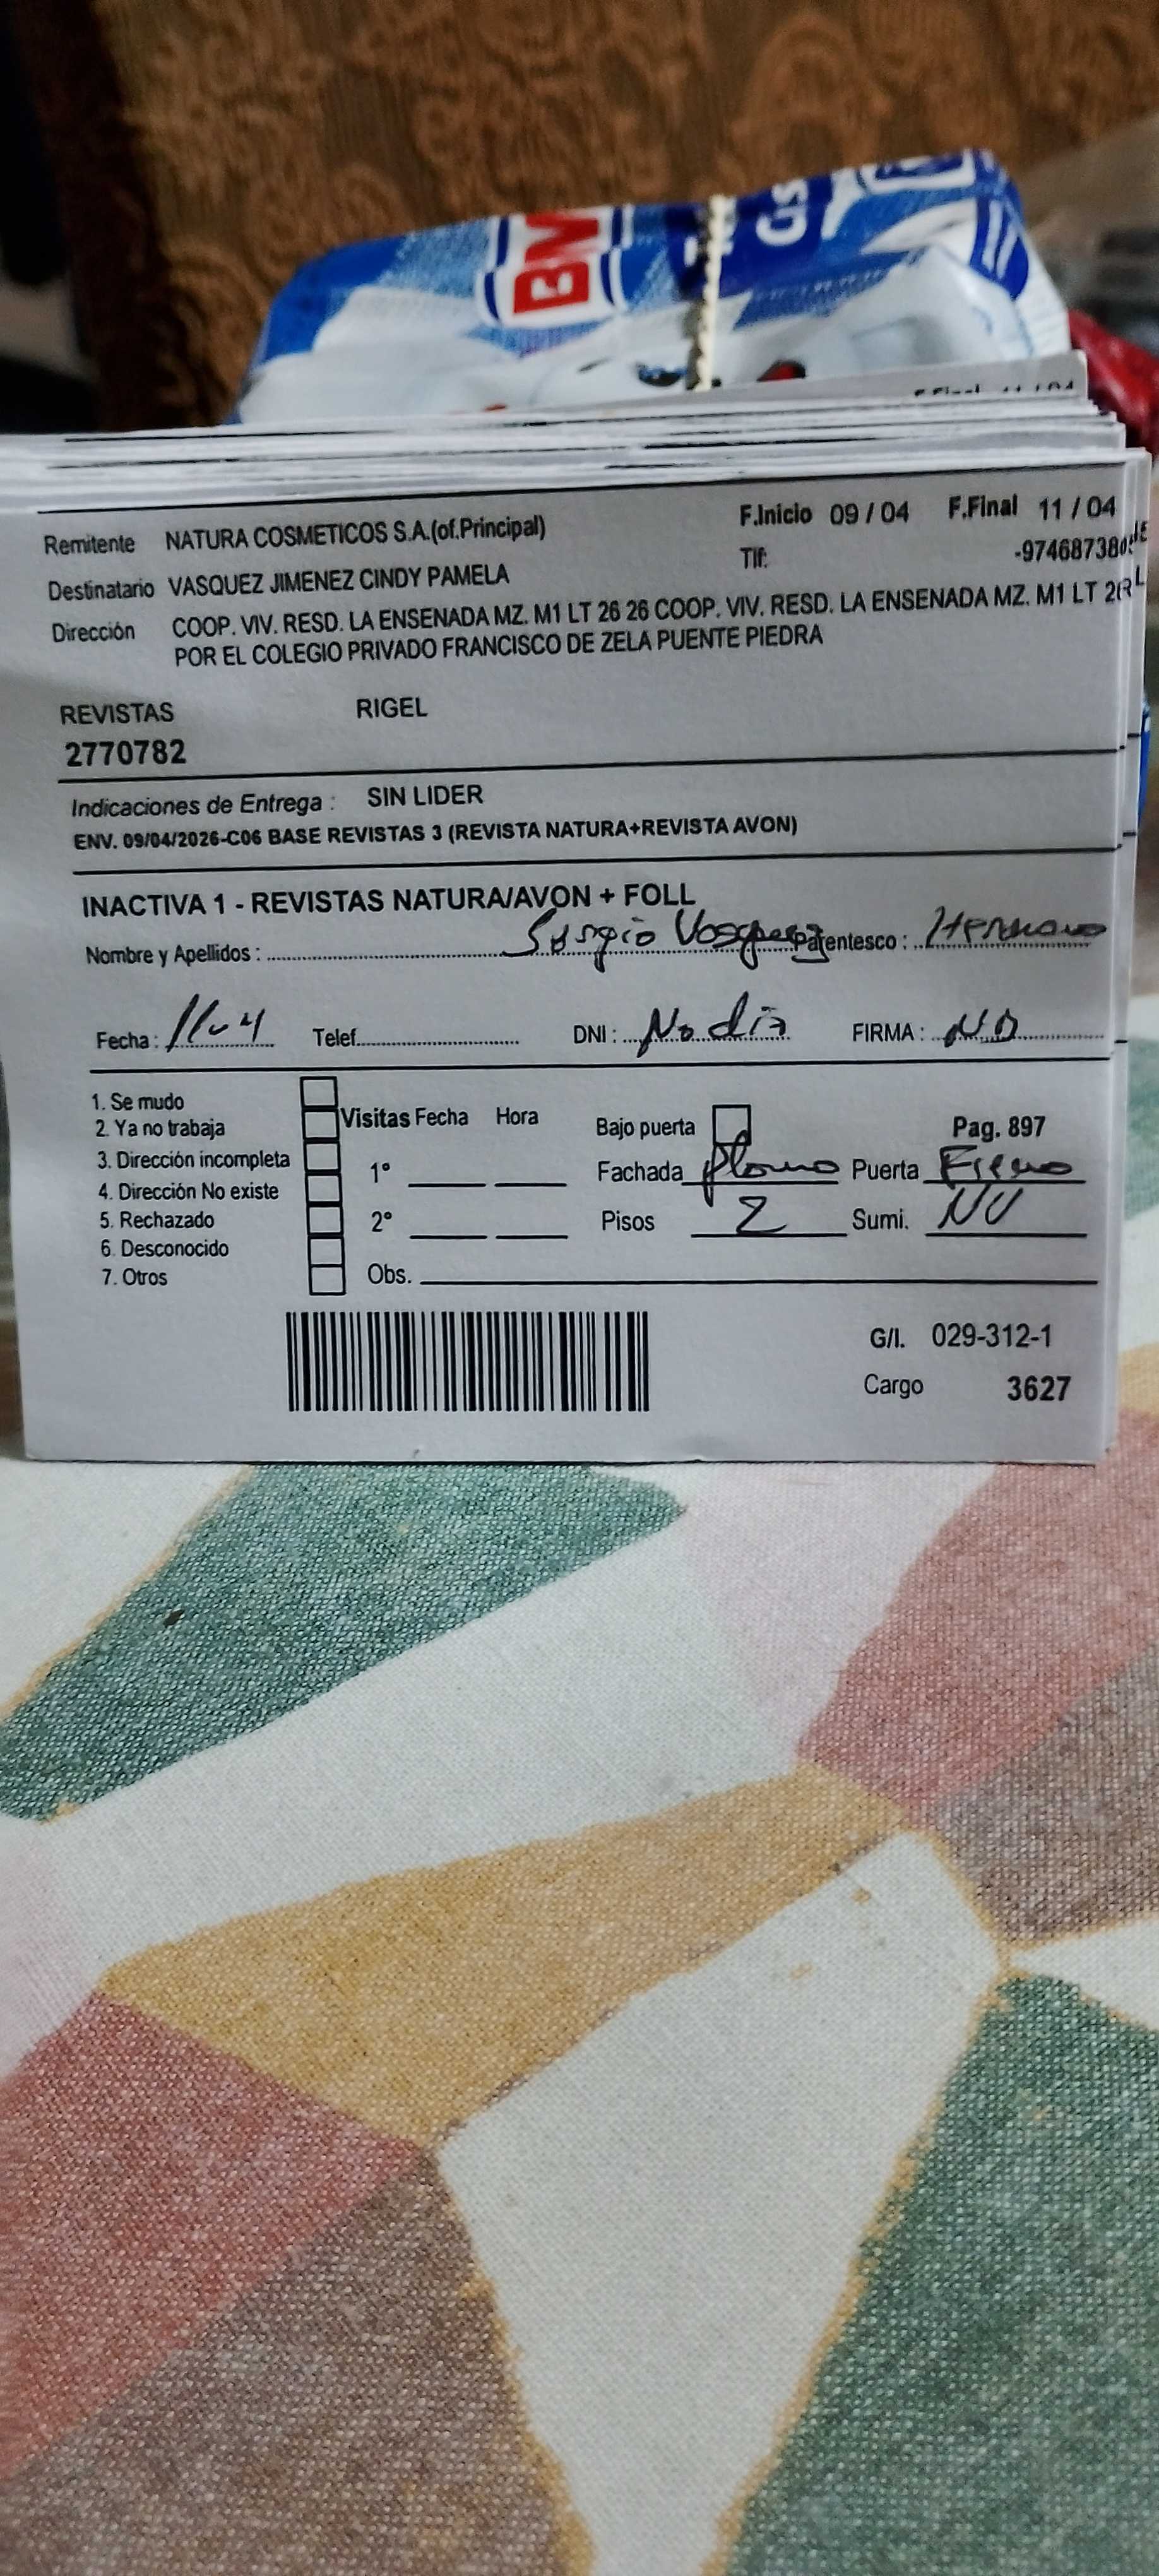 BM
F.Final 11/04
Remitente NATURA COSMETICOS S.A.(of.Principal) F.Inicio 09 / 04 F.Final 11 / 04
Destinatario VASQUEZ JIMENEZ CINDY PAMELA Tlf:
Dirección COOP. VIV. RESD. LA ENSENADA MZ. M1 LT 26 26 COOP. VIV. RESD. LA ENSENADA MZ. M1 LT
POR EL COLEGIO PRIVADO FRANCISCO DE ZELA PUENTE PIEDRA
REVISTAS RIGEL
2770782
Indicaciones de Entrega : SIN LIDER
ENV. 09/04/2026-C06 BASE REVISTAS 3 (REVISTA NATURA+REVISTA AVON)
INACTIVA 1 - REVISTAS NATURA/AVON + FOLL
Nombre y Apellidos : Sergio Vasquez Parentesco : Hermano
Fecha : 11-4 Telef. DNI : No dio FIRMA : NO
1. Se mudo
2. Ya no trabaja
3. Dirección incompleta
4. Dirección No existe
5. Rechazado
6. Desconocido
7. Otros
Visitas Fecha Hora
1°
2°
Obs.
Bajo puerta Pag. 897
Fachada Plomo Puerta Fierro
Pisos 2 Sumi. NV
G/I. 029-312-1
Cargo 3627